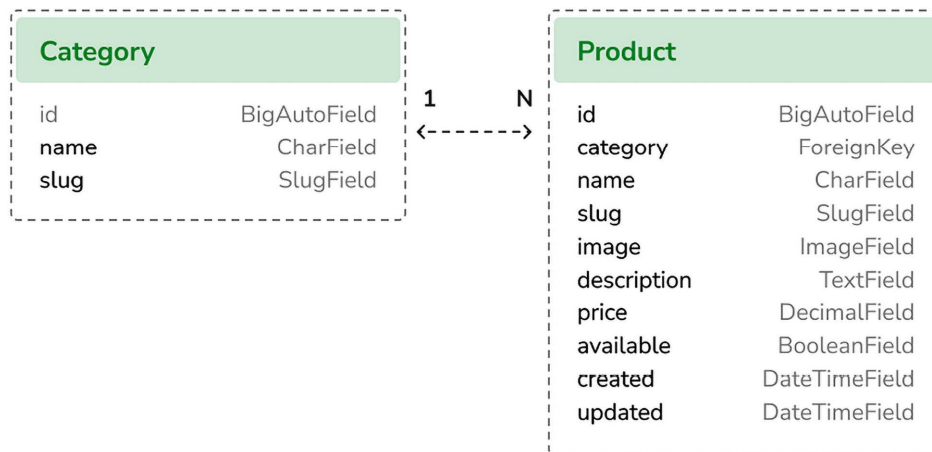 Category
id BigAutoField
name CharField
slug SlugField
1 N
Product
id BigAutoField
category ForeignKey
name CharField
slug SlugField
image ImageField
description TextField
price DecimalField
available BooleanField
created DateTimeField
updated DateTimeField